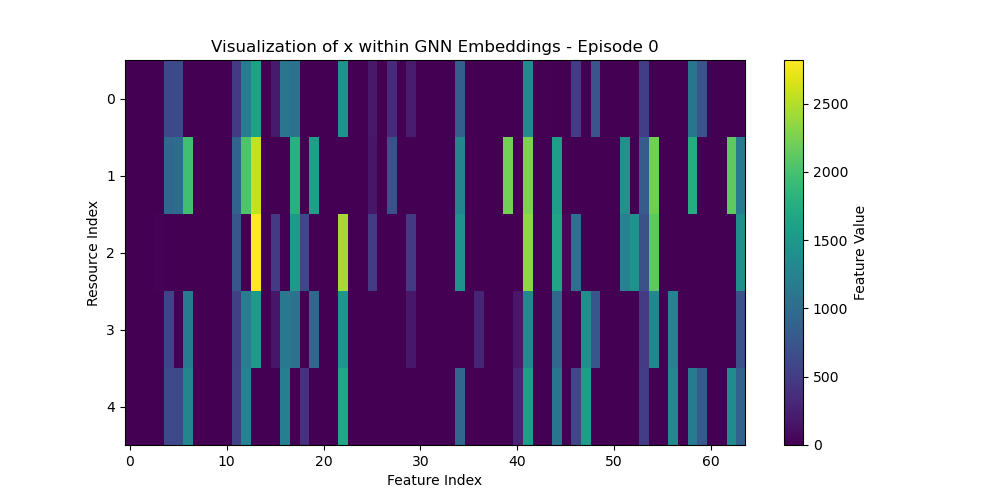 Visualization of x within GNN Embeddings - Episode 0
Resource Index
0
1
2
3
4
0 10 20 30 40 50 60
Feature Index
2500
2000
1500
1000
500
0
Feature Value